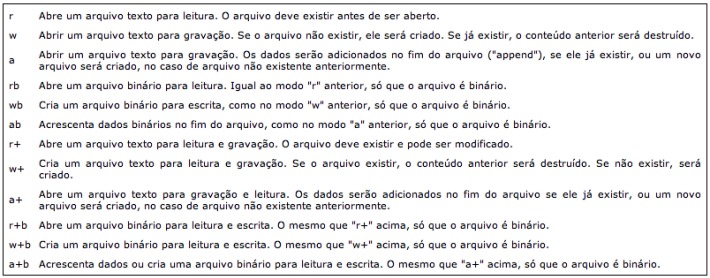 r Abre um arquivo texto para leitura. O arquivo deve existir antes de ser aberto.
w Abrir um arquivo texto para gravação. Se o arquivo não existir, ele será criado. Se já existir, o conteúdo anterior será destruído.
a Abrir um arquivo texto para gravação. Os dados serão adicionados no fim do arquivo ("append"), se ele já existir, ou um novo
arquivo será criado, no caso de arquivo não existente anteriormente.
rb Abre um arquivo binário para leitura. Igual ao modo "r" anterior, só que o arquivo é binário.
wb Cria um arquivo binário para escrita, como no modo "w" anterior, só que o arquivo é binário.
ab Acrescenta dados binários no fim do arquivo, como no modo "a" anterior, só que o arquivo é binário.
r+ Abre um arquivo texto para leitura e gravação. O arquivo deve existir e pode ser modificado.
w+ Cria um arquivo texto para leitura e gravação. Se o arquivo existir, o conteúdo anterior será destruído. Se não existir, será
criado.
a+ Abre um arquivo texto para gravação e leitura. Os dados serão adicionados no fim do arquivo se ele já existir, ou um novo
arquivo será criado, no caso de arquivo não existente anteriormente.
r+b Abre um arquivo binário para leitura e escrita. O mesmo que "r+" acima, só que o arquivo é binário.
w+b Cria um arquivo binário para leitura e escrita. O mesmo que "w+" acima, só que o arquivo é binário.
a+b Acrescenta dados ou cria uma arquivo binário para leitura e escrita. O mesmo que "a+" acima, só que o arquivo é binário.